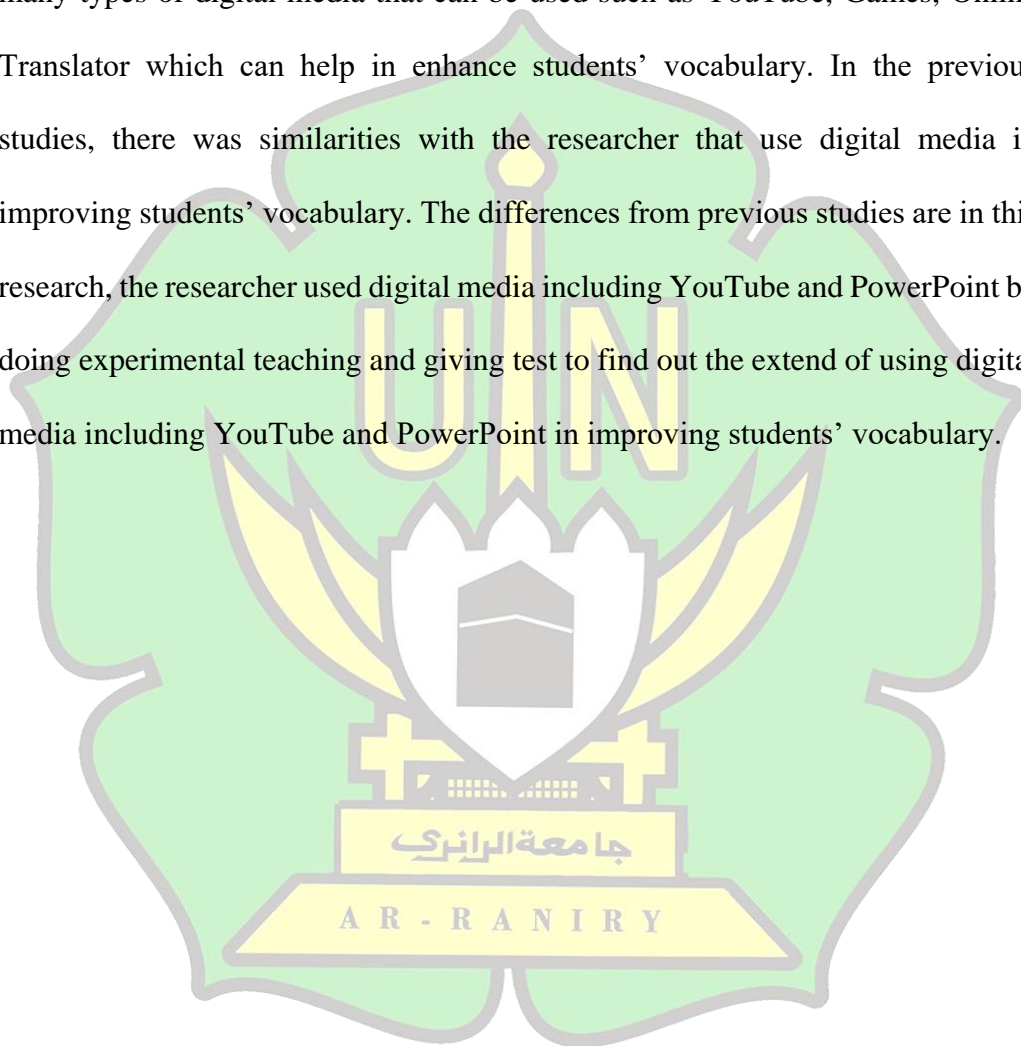 many types of digital media that can be used such as YouTube, Games, Onlin
Translator which can help in enhance students’ vocabulary. In the previou
studies, there was similarities with the researcher that use digital media i
improving students’ vocabulary. The differences from previous studies are in thi
research, the researcher used digital media including YouTube and PowerPoint b
doing experimental teaching and giving test to find out the extend of using digita
media including YouTube and PowerPoint in improving students’ vocabulary.
UIN
جامعة الرانري
AR-RANIRY